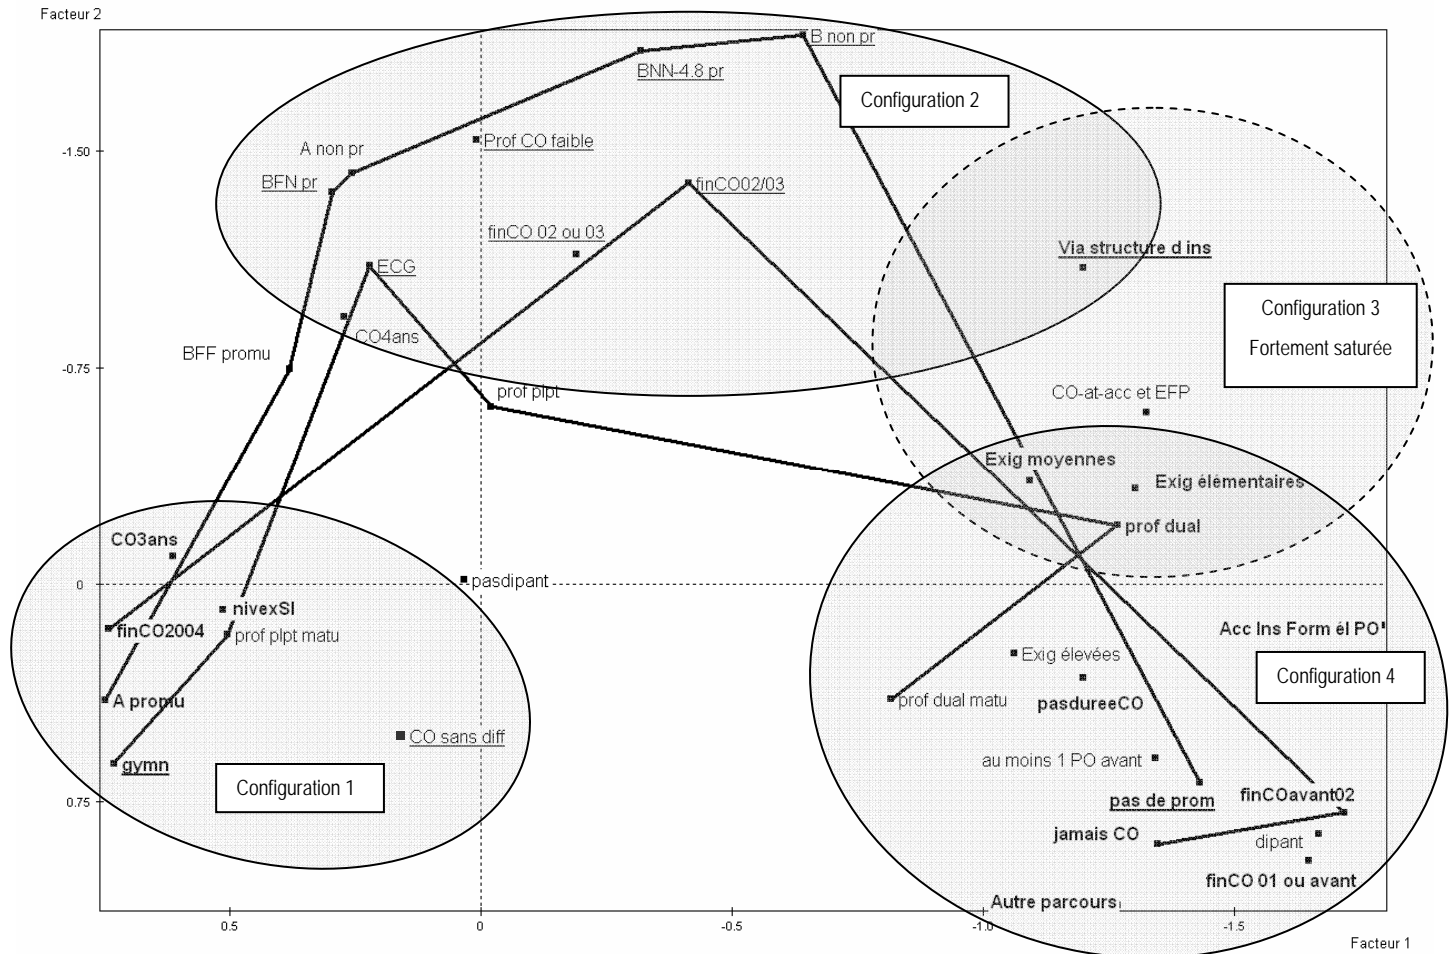 Facteur 2
B non pr
BNN-4.8 pr
Configuration 2
-1.50
A non pr
Prof CO faible
BFN pr
finCO02/03
finCO 02 ou 03
Via structure d ins
ECG
Configuration 3
Fortement saturée
CO4ans
BFF promu
-0.75
prof plpt
CO-at-acc et EFP
Exig moyennes
Exig élémentaires
prof dual
CO3ans
0
pasdipant
nivexSI
finCO2004
prof plpt matu
Acc Ins Form él PO
Exig élevées
Configuration 4
A promu
prof dual matu
pasdureeCO
CO sans diff
gymn
au moins 1 PO avant
Configuration 1
0.75
pas de prom
finCOavant02
jamais CO
dipant
finCO 01 ou avant
Autre parcours
0.5
0
-0.5
-1.0
-1.5
Facteur 1